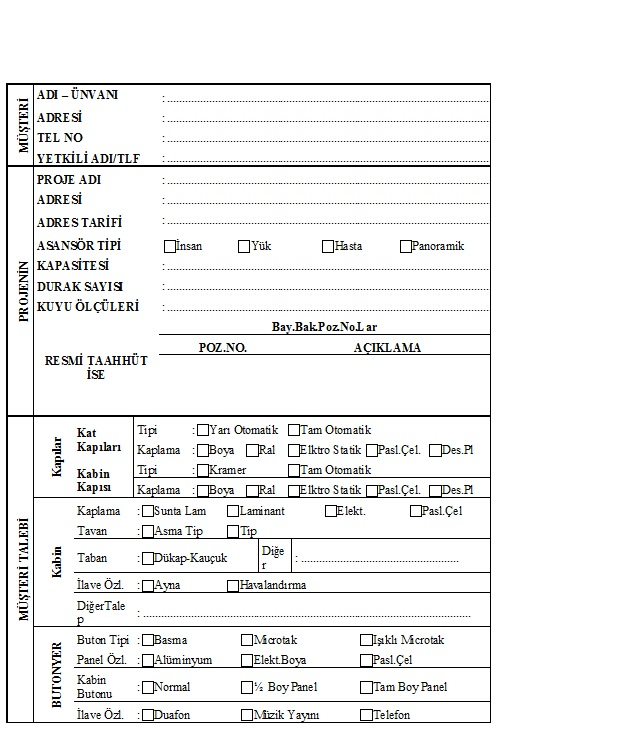 MÜŞTERİ
ADI – ÜNVANI : ......................................................
ADRESİ : ......................................................
TEL NO : ......................................................
YETKİLİ ADI/TLF : ......................................................
PROJENİN
PROJE ADI : ......................................................
ADRESİ : ......................................................
ADRES TARİFİ : ......................................................
ASANSÖR TİPİ İnsan Yük Hasta Panoramik
KAPASİTESİ : ......................................................
DURAK SAYISI : ......................................................
KUYU ÖLÇÜLERİ : ......................................................
Bay.Bak.Poz.No.Lar
POZ.NO. AÇIKLAMA
RESMİ TAAHHÜT
İSE
MÜŞTERİ TALEBİ
Kapılar
Kat
Kapıları
Tipi : Yarı Otomatik Tam Otomatik
Kaplama : Boya Ral Elktro Statik Pasl.Çel. Des.Pl
Kabin
Kapısı
Tipi : Kramer Tam Otomatik
Kaplama : Boya Ral Elktro Statik Pasl.Çel. Des.Pl
Kabin
Kaplama : Sunta Lam Laminant Elekt. Pasl.Çel
Tavan : Asma Tip Tip
Taban : Dükap-Kauçuk Diğe
r : ......................................................
İlave Özl. : Ayna Havalandırma
DiğerTale
p : ......................................................
BUTONYER
Buton Tipi : Basma Microtak Işıklı Microtak
Panel Özl. : Alüminyum Elekt.Boya Pasl.Çel
Kabin
Butonu : Normal ½ Boy Panel Tam Boy Panel
İlave Özl. : Duafon Müzik Yayını Telefon